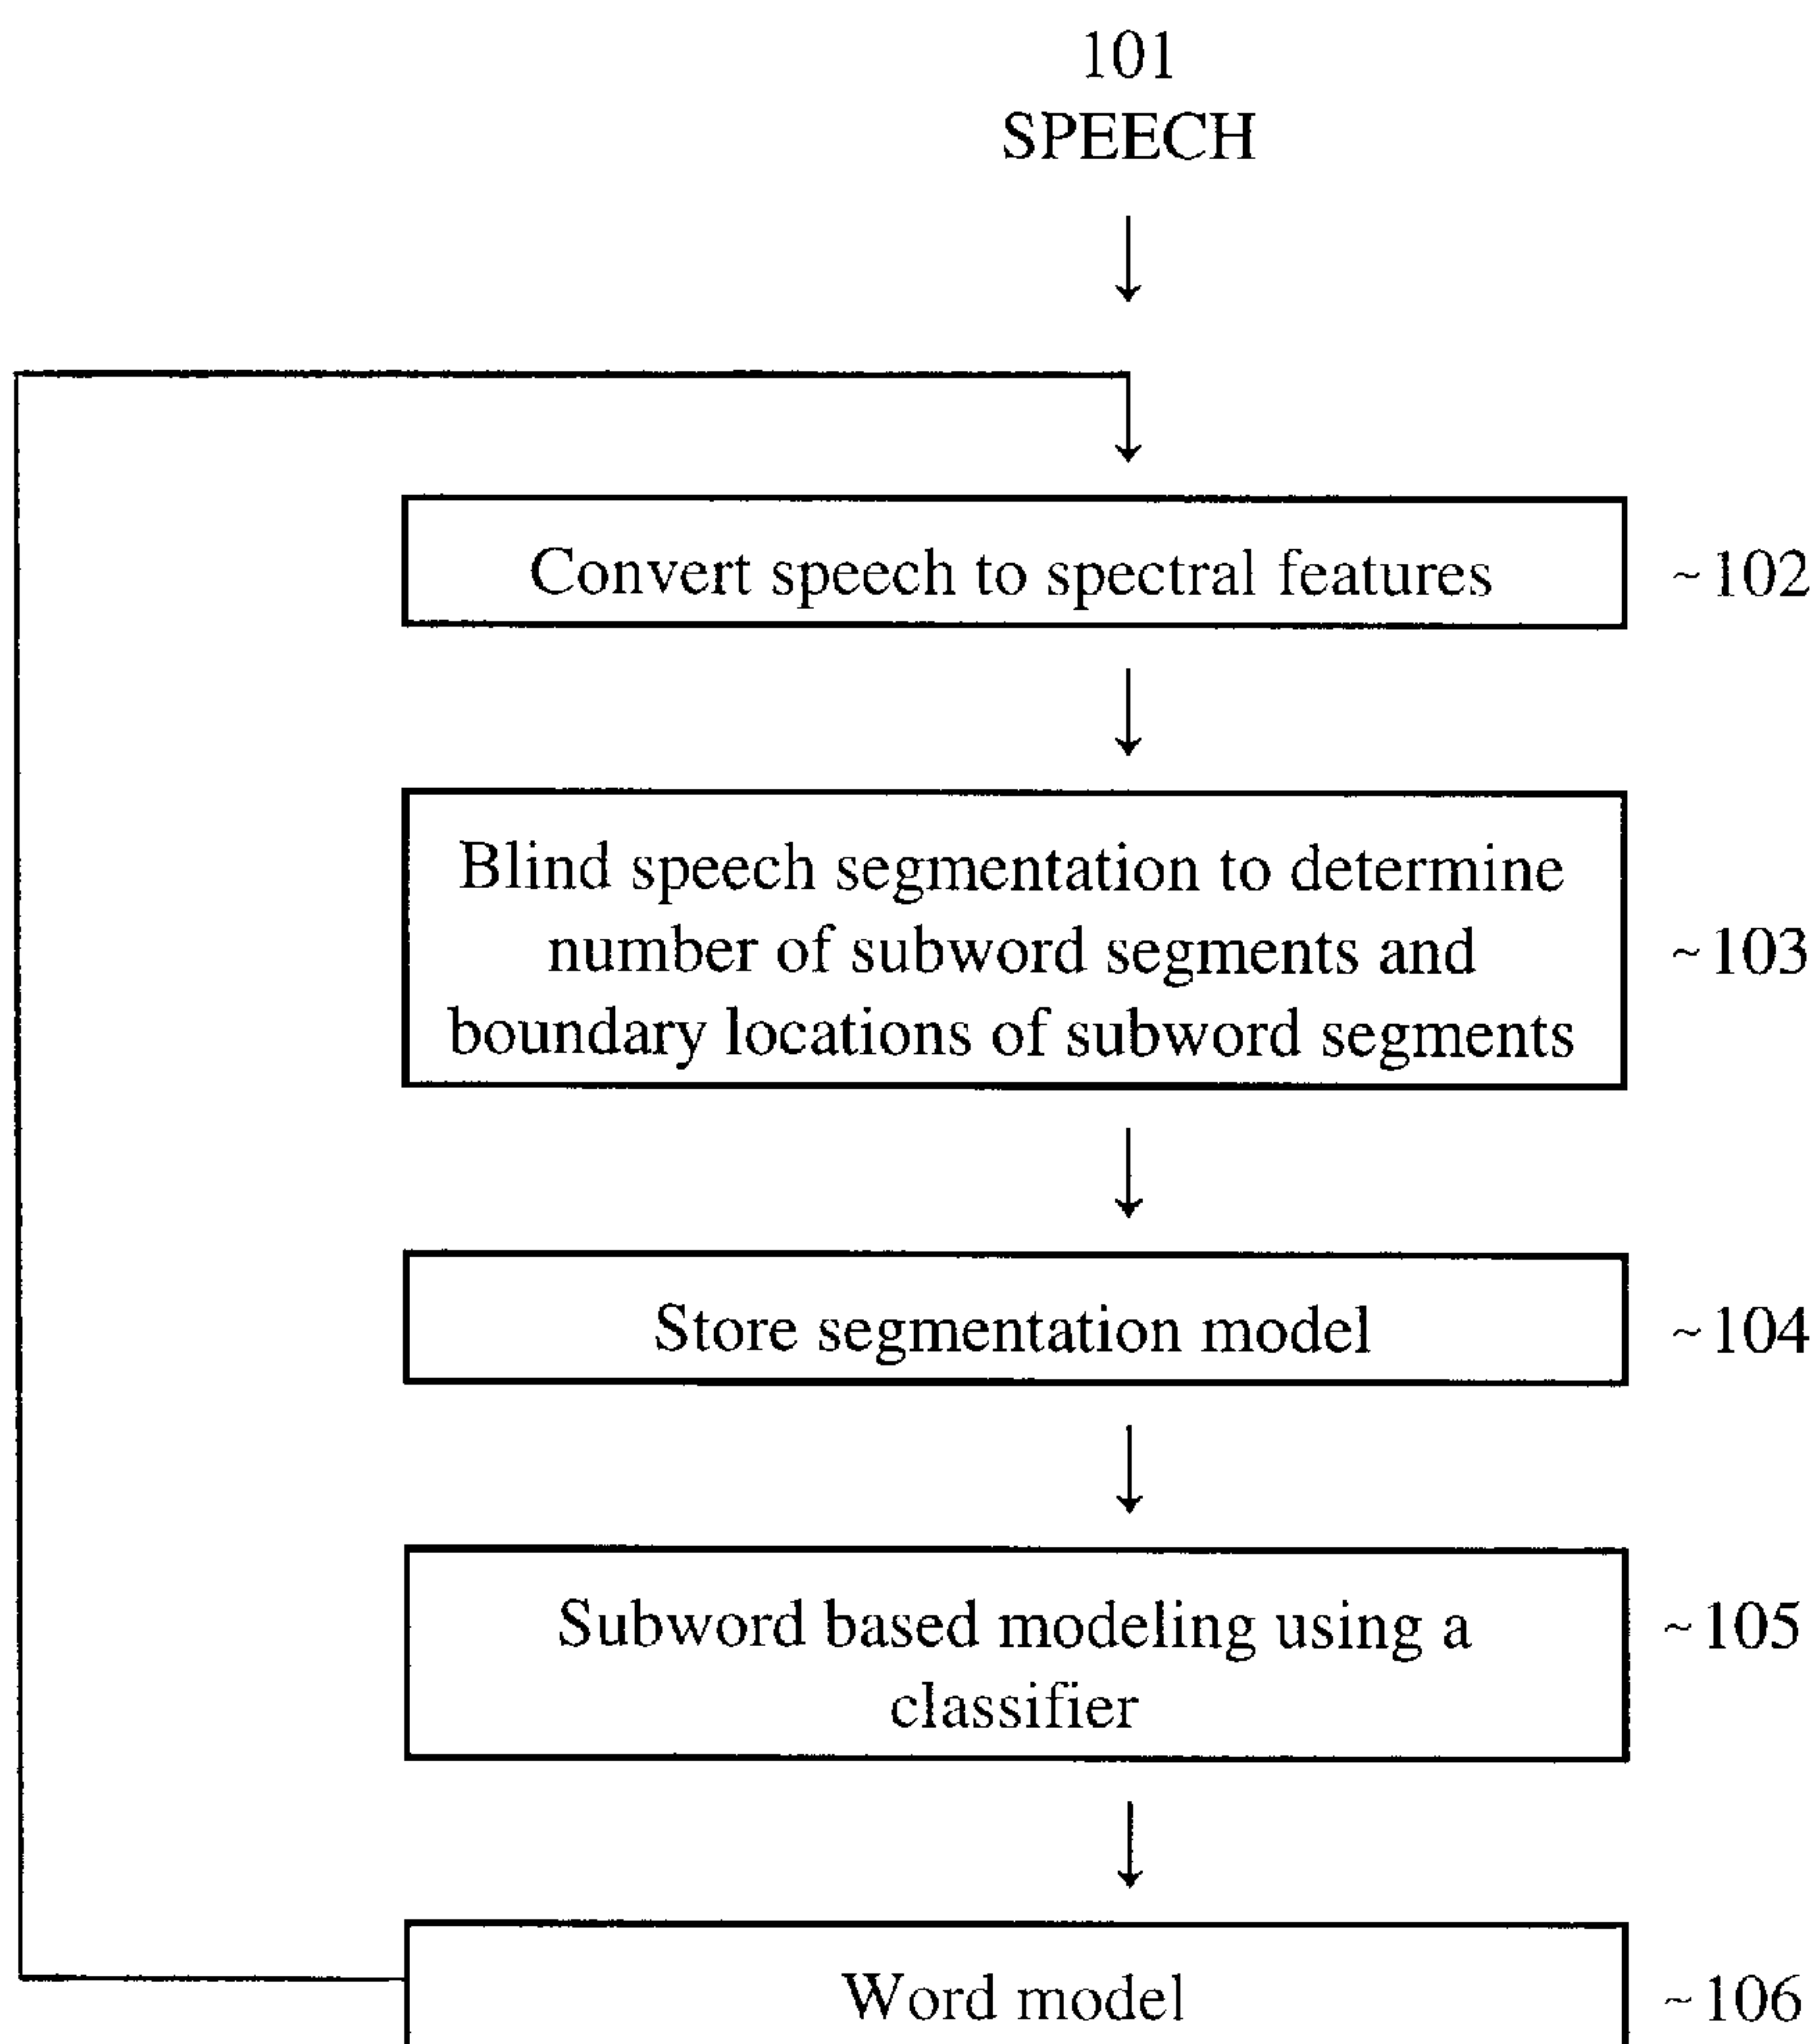 101
SPEECH
Convert speech to spectral features
~102
Blind speech segmentation to determine
number of subword segments and
boundary locations of subword segments
~103
Store segmentation model
~104
Subword based modeling using a
classifier
~105
Word model
~106